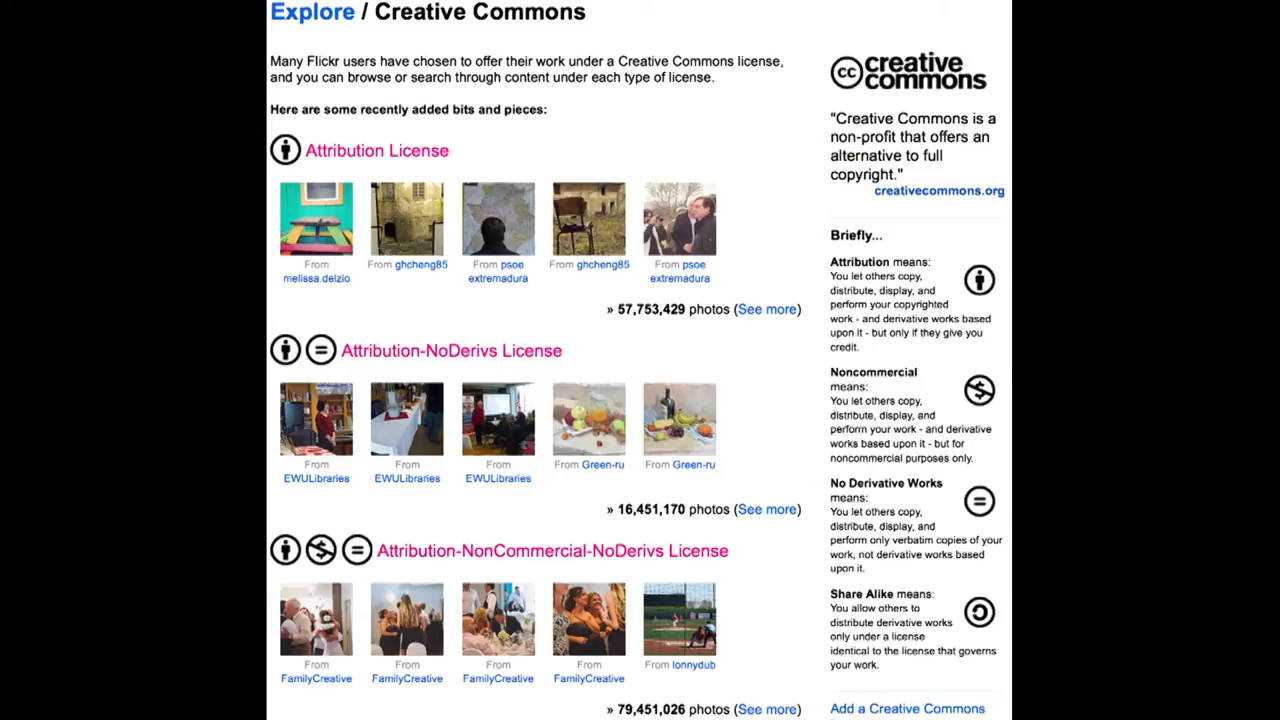 Explore / Creative Commons
Many Flickr users have chosen to offer their work under a Creative Commons license,
and you can browse or search through content under each type of license.
Here are some recently added bits and pieces:
Attribution License
From
melissa.delzio
From ghcheng85
From psoe
extremadura
From ghcheng85
From psoe
extremadura
» 57,753,429 photos (See more)
Attribution-NoDerivs License
From
EWULibraries
From
EWULibraries
From
EWULibraries
From Green-ru
From Green-ru
» 16,451,170 photos (See more)
Attribution-NonCommercial-NoDerivs License
From
FamilyCreative
From
FamilyCreative
From
FamilyCreative
From
FamilyCreative
From lonnydub
» 79,451,026 photos (See more)
cc creative
commons
"Creative Commons is a
non-profit that offers an
alternative to full
copyright."
creativecommons.org
Briefly...
Attribution means:
You let others copy,
distribute, display, and
perform your copyrighted
work - and derivative works based
upon it - but only if they give you
credit.
Noncommercial
means:
You let others copy,
distribute, display, and
perform your work - and derivative
works based upon it - but for
noncommercial purposes only.
No Derivative Works
means:
You let others copy,
distribute, display, and
perform only verbatim copies of your
work, not derivative works based
upon it.
Share Alike means:
You allow others to
distribute derivative works
only under a license
identical to the license that governs
your work.
Add a Creative Commons